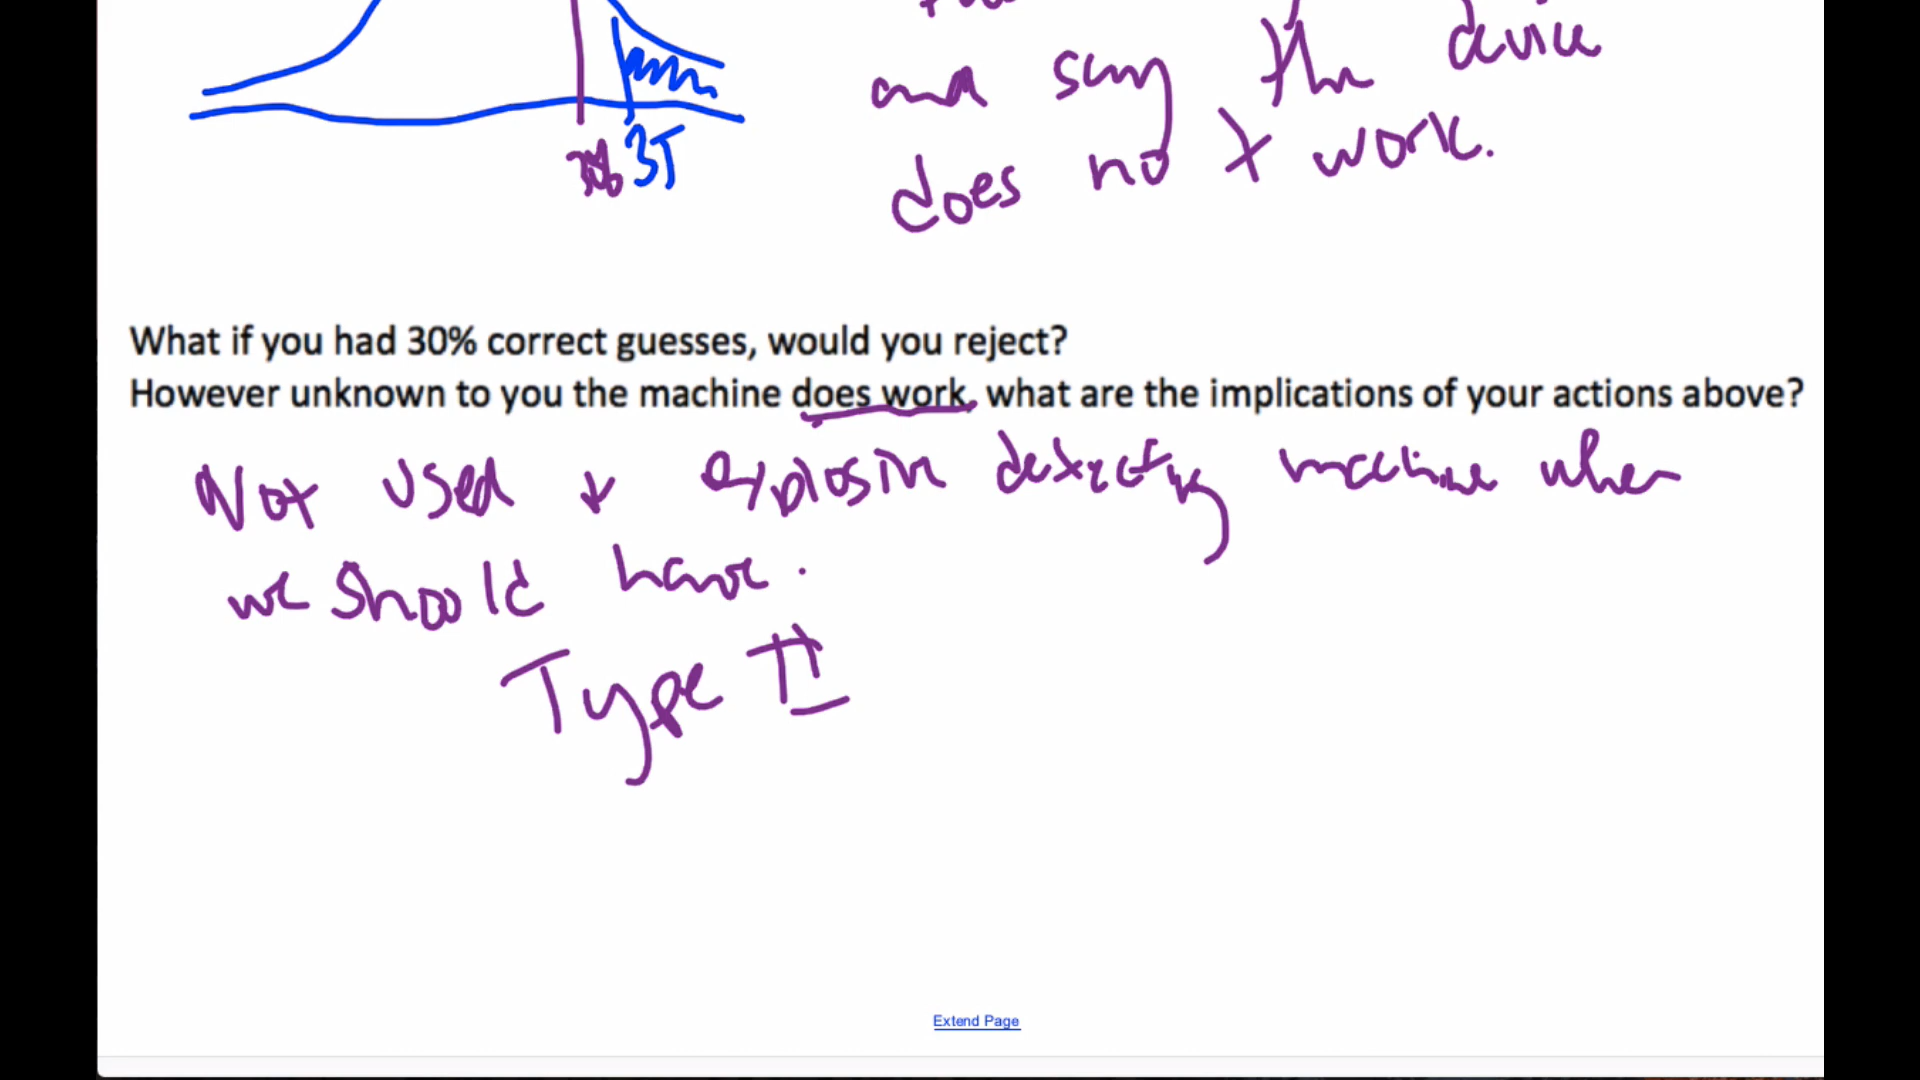 and say the device
does not work.
35
What if you had 30% correct guesses, would you reject?
However unknown to you the machine does work, what are the implications of your actions above?
Not used explosive detecting machine when
we should have.
Type II
Extend Page